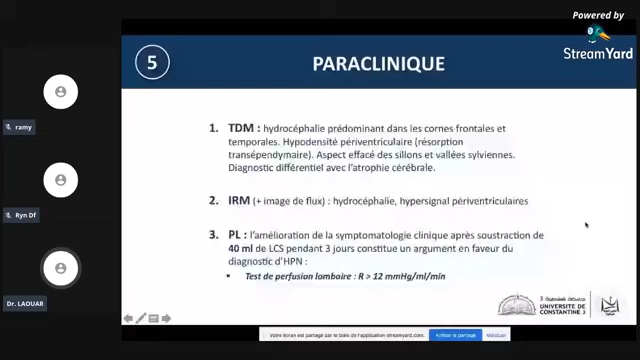 Powered by
StreamYard
5
PARACLINIQUE
1. TDM : hydrocéphalie prédominant dans les cornes frontales et
temporales. Hypodensité périventriculaire (résorption
transépendymaire). Aspect effacé des sillons et vallées sylviennes.
Diagnostic différentiel avec l'atrophie cérébrale.
2. IRM (+ image de flux) : hydrocéphalie, hypersignal périventriculaires
3. PL : l'amélioration de la symptomatologie clinique après soustraction de
40 ml de LCS pendant 3 jours constitue un argument en faveur du
diagnostic d'HPN :
Test de perfusion lombaire : R > 12 mmHg/ml/min
ramy
Ryn Df
Dr. LAOUAR
جامعة قسنطينة 3
UNIVERSITÉ DE
CONSTANTINE 3
Votre écran est partagé par le biais de l'application streamyard.com.
Arrêter le partage
Masquer